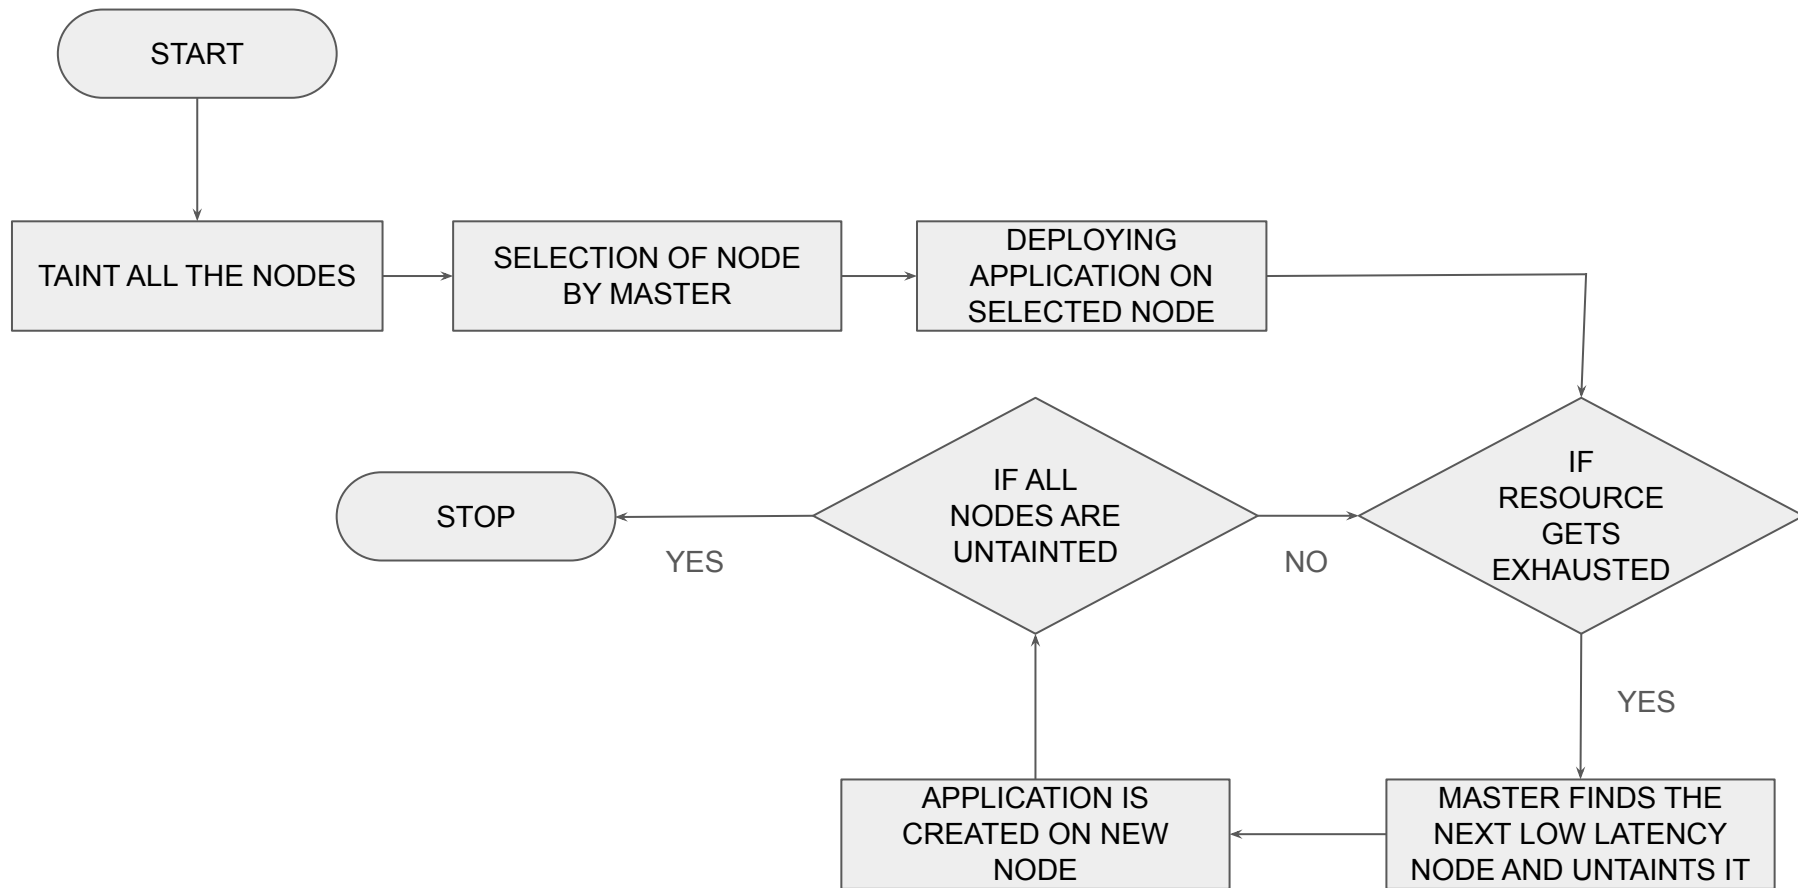 START
TAINT ALL THE NODES
SELECTION OF NODE
BY MASTER
DEPLOYING
APPLICATION ON
SELECTED NODE
IF
RESOURCE
GETS
EXHAUSTED
YES
MASTER FINDS THE
NEXT LOW LATENCY
NODE AND UNTAINTS IT
APPLICATION IS
CREATED ON NEW
NODE
IF ALL
NODES ARE
UNTAINTED
NO
YES
STOP